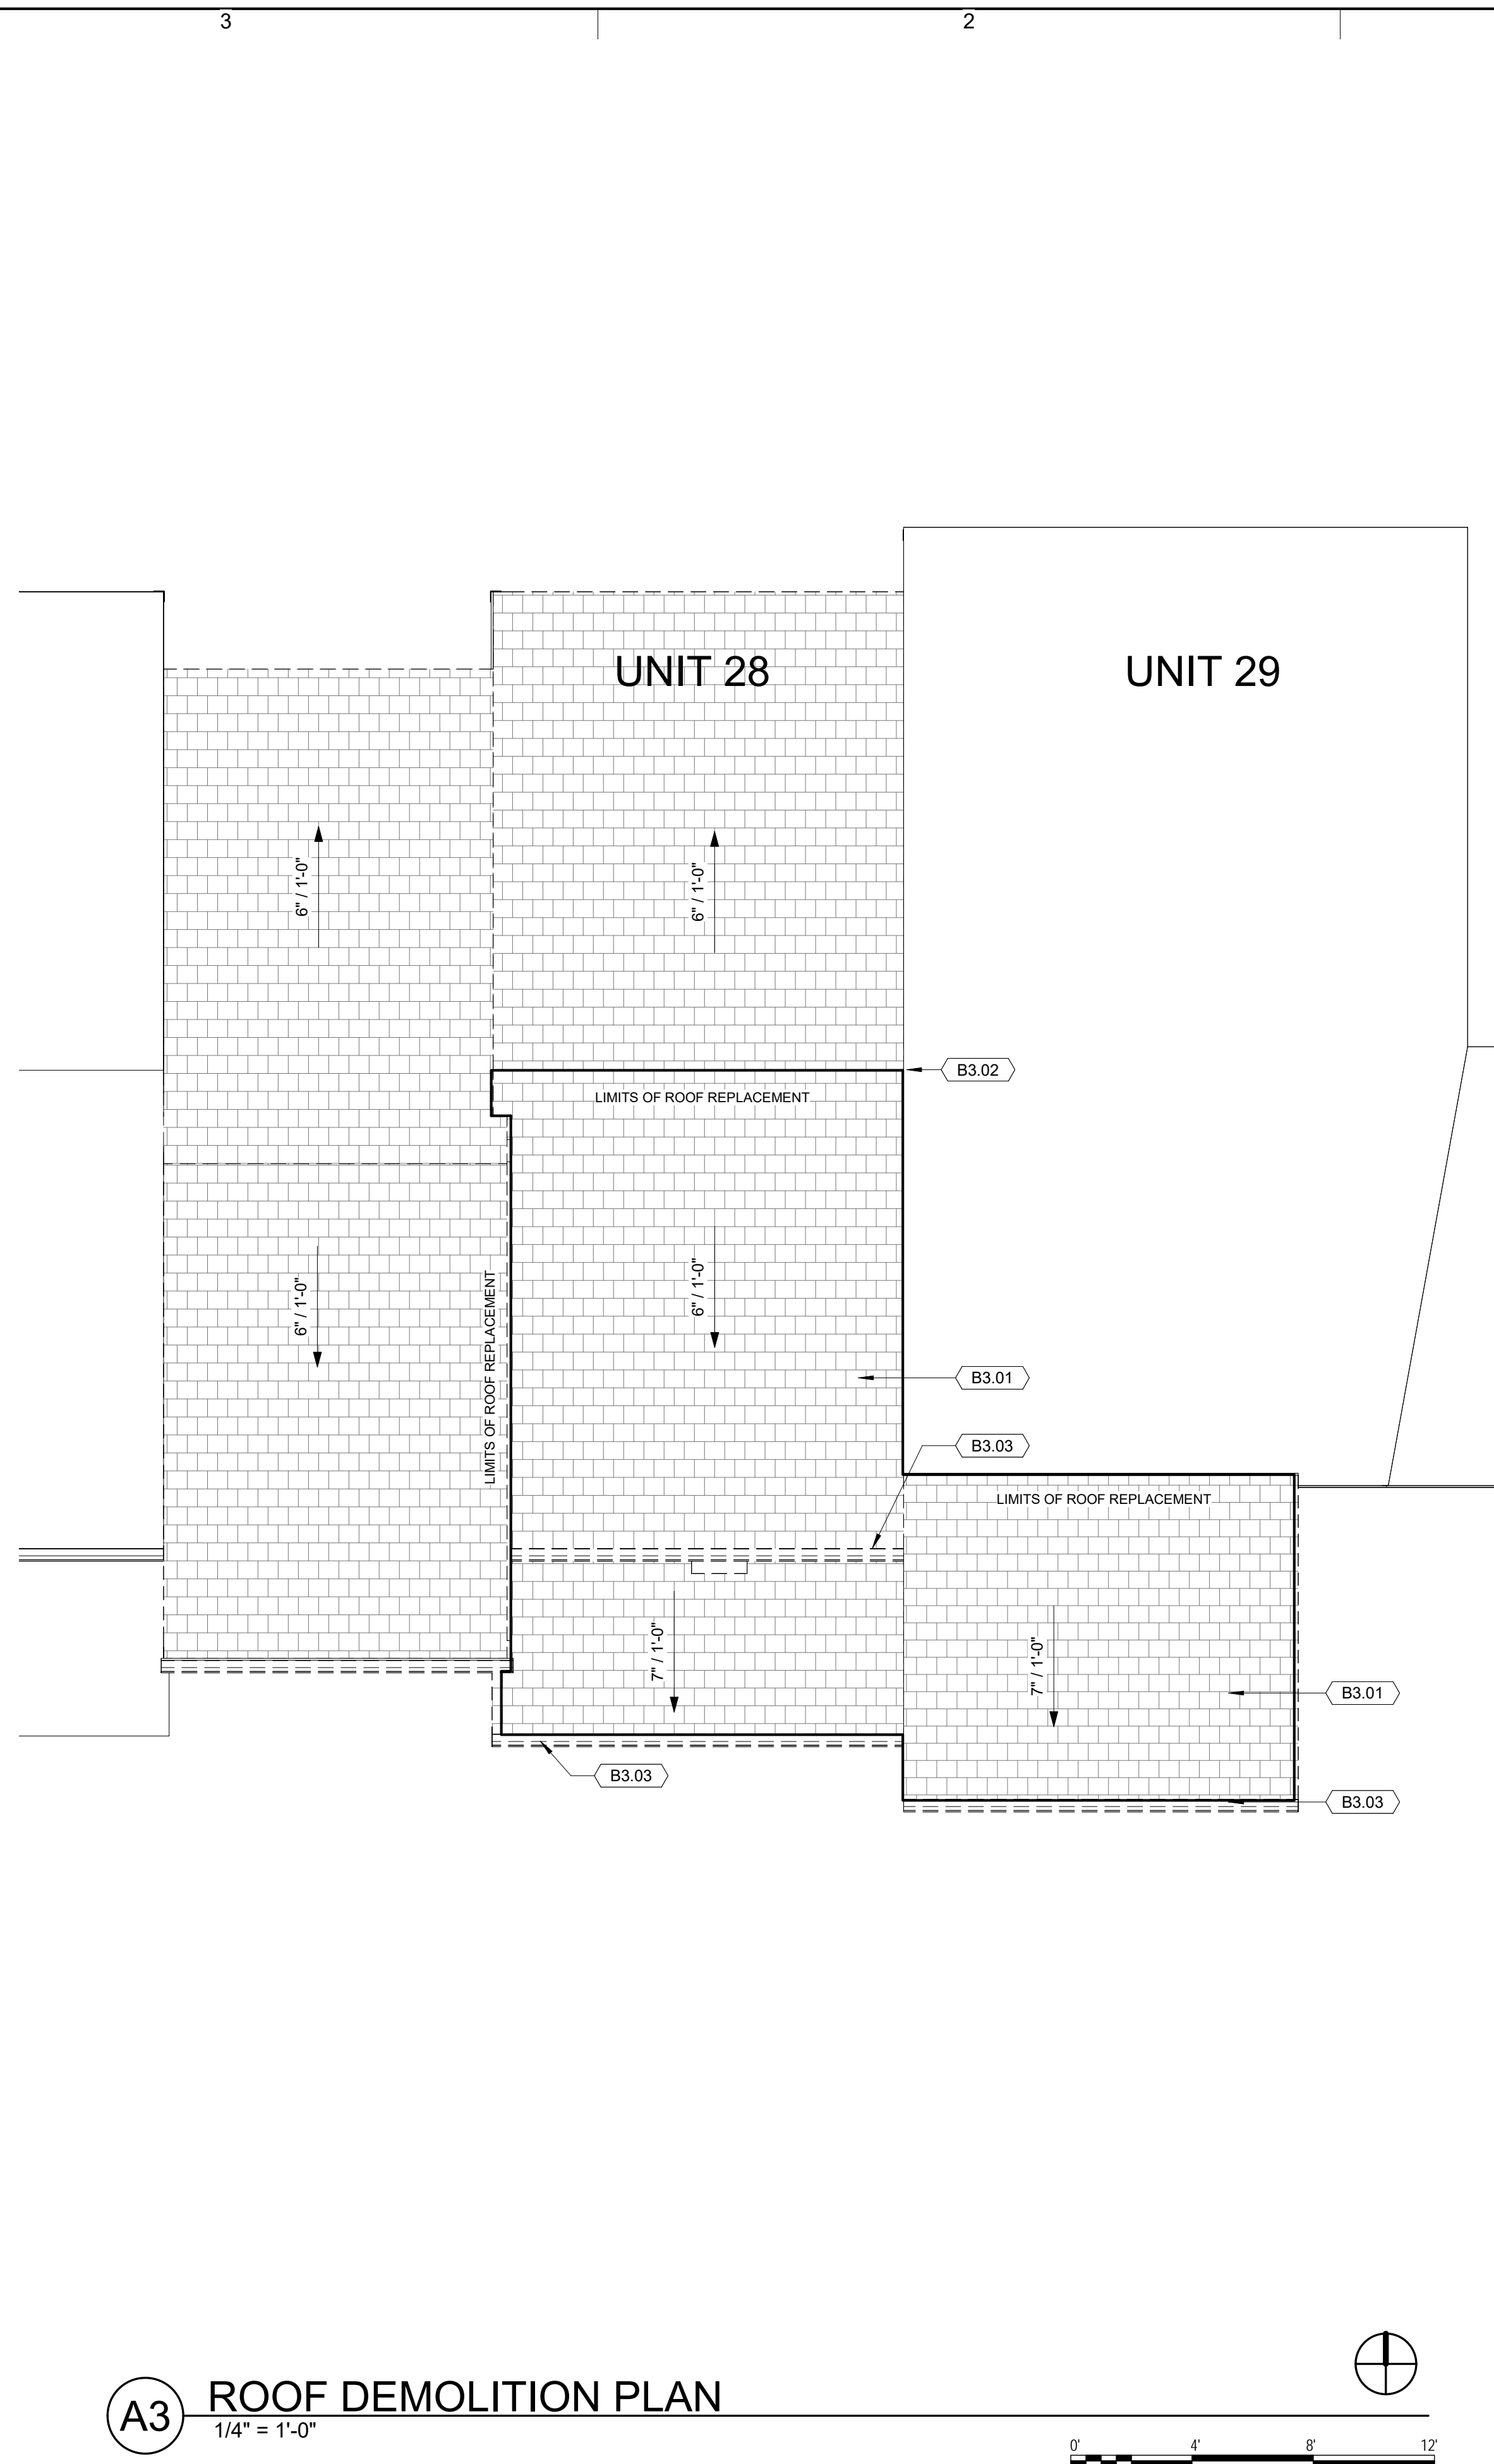 3
2
UNIT 28
UNIT 29
6" / 1'-0"
6" / 1'-0"
B3.02
LIMITS OF ROOF REPLACEMENT
6" / 1'-0"
6" / 1'-0"
LIMITS OF ROOF REPLACEMENT
B3.01
B3.03
LIMITS OF ROOF REPLACEMENT
7" / 1'-0"
7" / 1'-0"
B3.01
B3.03
B3.03
A3
ROOF DEMOLITION PLAN
1/4" = 1'-0"
0'
4'
8'
12'